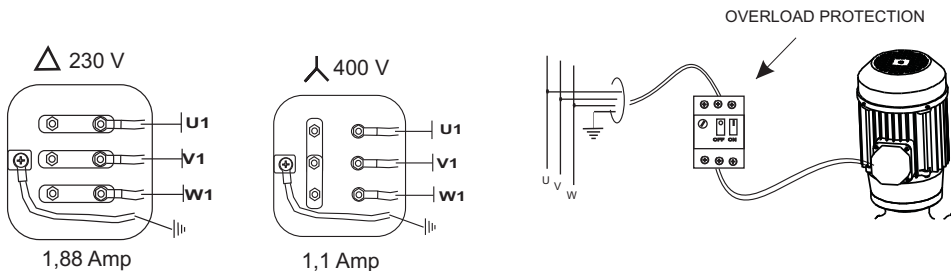 △ 230 V
U1
V1
W1
1,88 Amp
400 V
U1
V1
W1
1,1 Amp
OVERLOAD PROTECTION
OFF ON
U
V
W